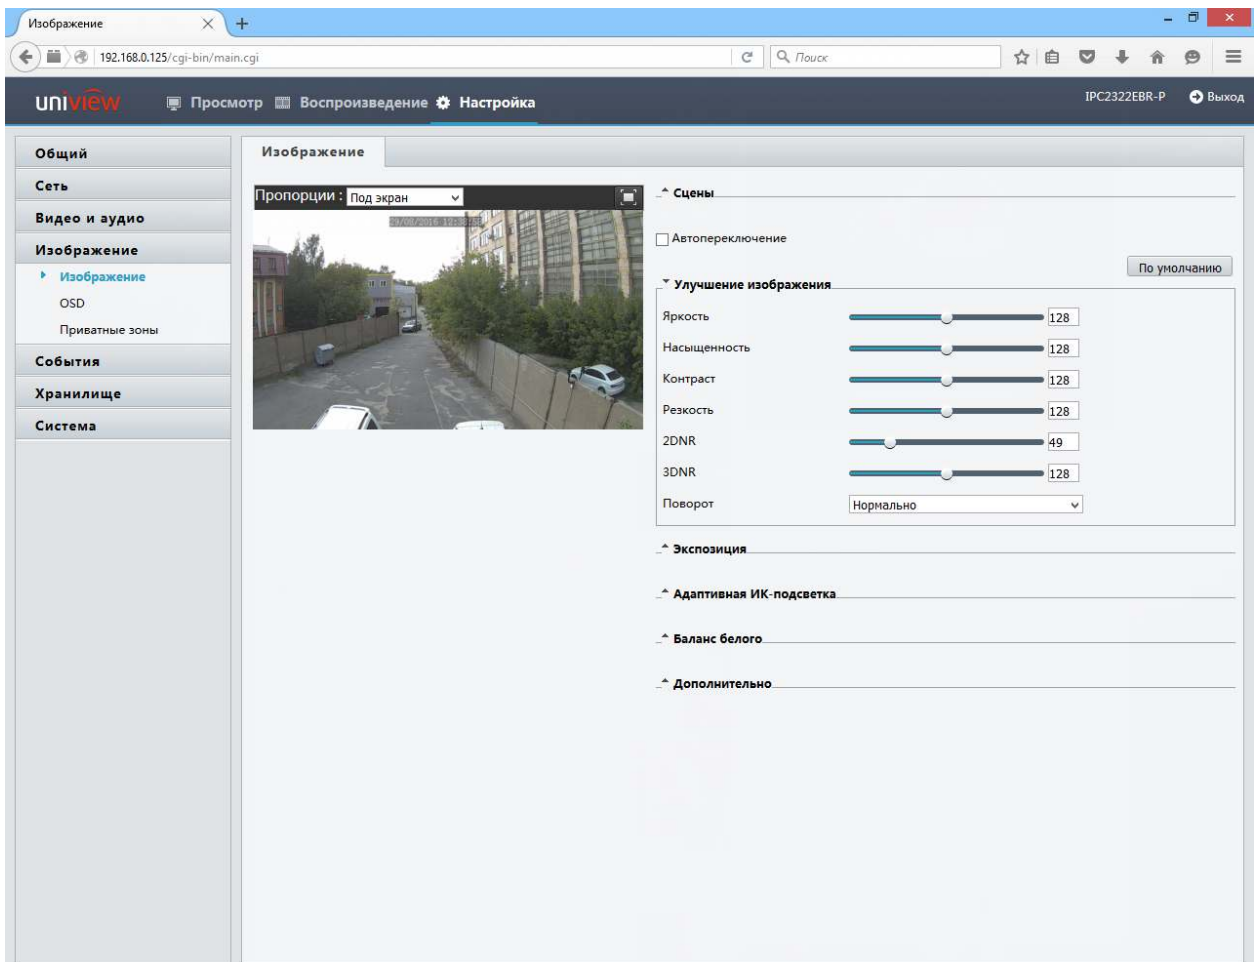 Изображение
192.168.0.125/cgi-bin/main.cgi
Поиск
uniview
Просмотр Воспроизведение Настройка
IPC2322EBR-P Выход
Общий
Сеть
Видео и аудио
Изображение
Изображение
OSD
Приватные зоны
События
Хранилище
Система
Изображение
Пропорции : Под экран
Сцены
Автопереключение
По умолчанию
Улучшение изображения
Яркость 128
Насыщенность 128
Контраст 128
Резкость 128
2DNR 49
3DNR 128
Поворот Нормально
Экспозиция
Адаптивная ИК-подсветка
Баланс белого
Дополнительно